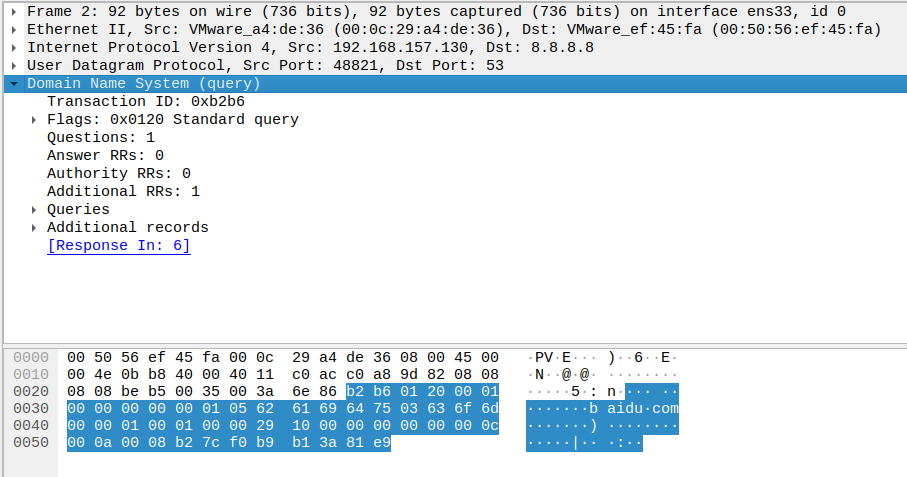 Frame 2: 92 bytes on wire (736 bits), 92 bytes captured (736 bits) on interface ens33, id 0
Ethernet II, Src: VMware_a4:de:36 (00:0c:29:a4:de:36), Dst: VMware_ef:45:fa (00:50:56:ef:45:fa)
Internet Protocol Version 4, Src: 192.168.157.130, Dst: 8.8.8.8
User Datagram Protocol, Src Port: 48821, Dst Port: 53
Domain Name System (query)
Transaction ID: 0xb2b6
Flags: 0x0120 Standard query
Questions: 1
Answer RRs: 0
Authority RRs: 0
Additional RRs: 1
Queries
Additional records
[Response In: 6]
0000 00 50 56 ef 45 fa 00 0c 29 a4 de 36 08 00 45 00 ·PV·E··· )··6··E·
0010 00 4e 0b b8 40 00 40 11 c0 ac c0 a8 9d 82 08 08 ·N··@·@· ········
0020 08 08 be b5 00 35 00 3a 6e 86 b2 b6 01 20 00 01 ·····5·: n···· ··
0030 00 00 00 00 00 01 05 62 61 69 64 75 03 63 6f 6d ·······b aidu·com
0040 00 00 01 00 01 00 00 29 10 00 00 00 00 00 00 0c ·······) ········
0050 00 0a 00 08 b2 7c f0 b9 b1 3a 81 e9 ·····|·· ·:··